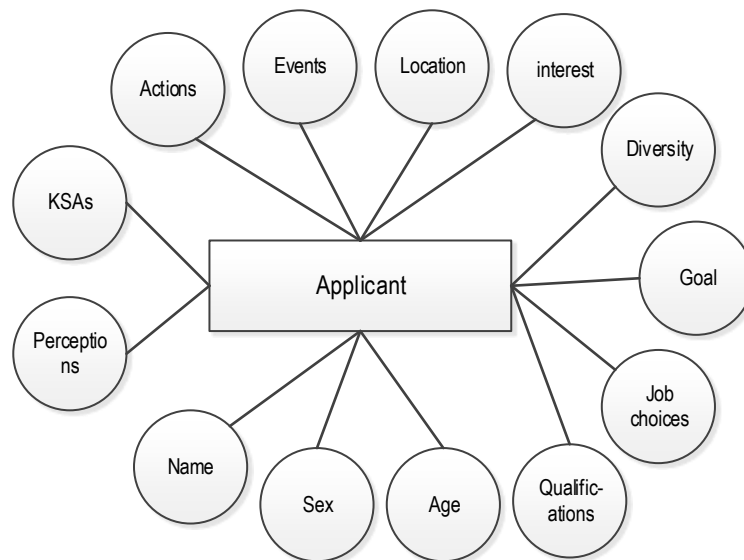 Actions
Events
Location
interest
Diversity
KSAs
Goal
Applicant
Perceptio
ns
Job
choices
Name
Sex
Age
Qualific-
ations